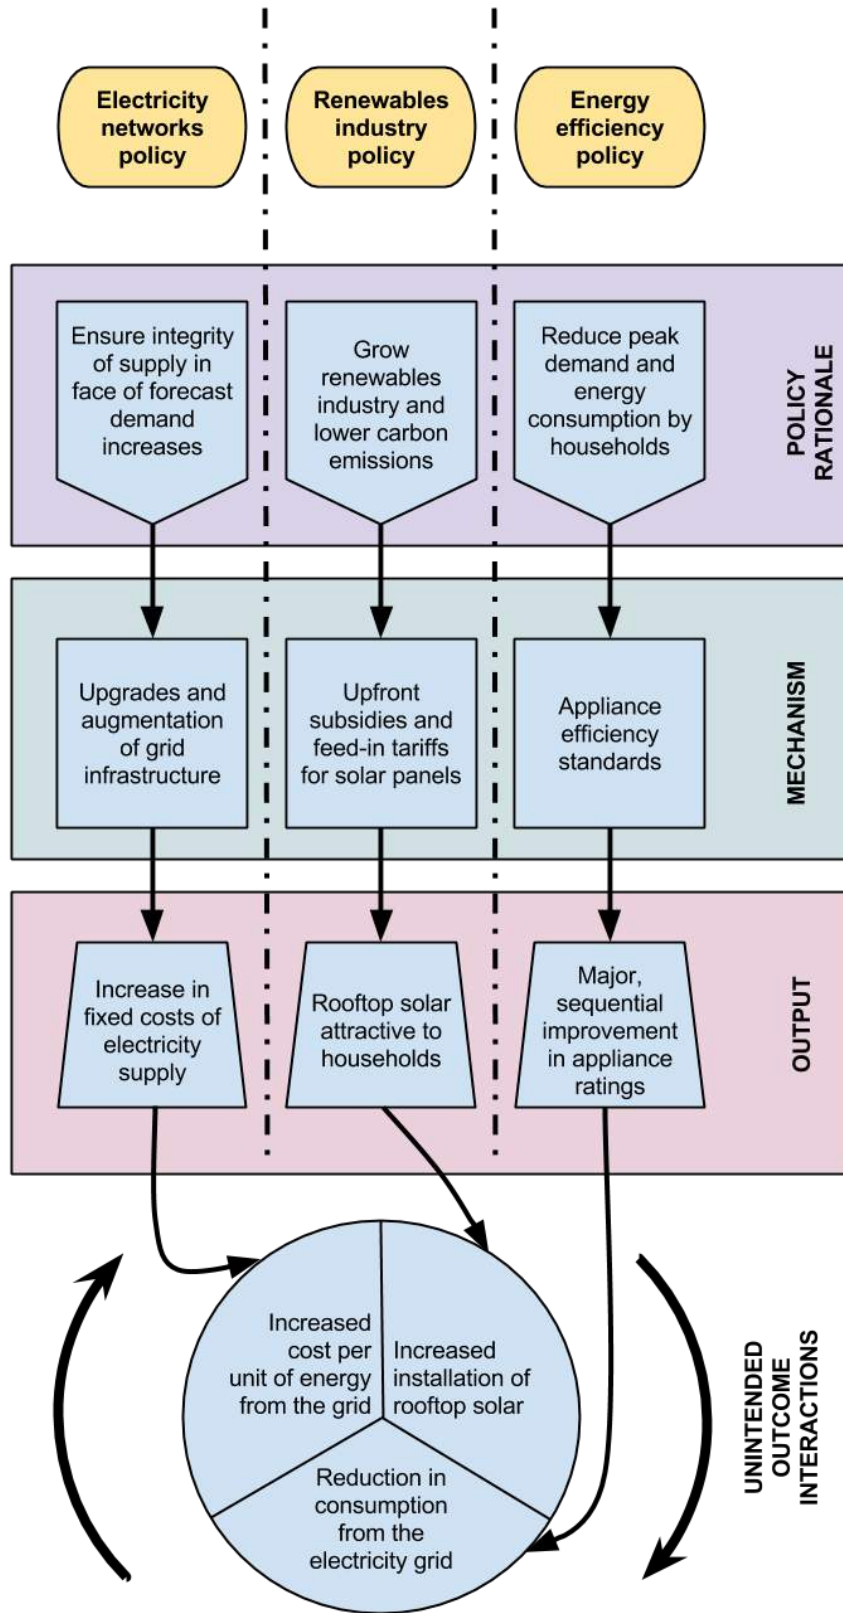 Electricity
networks
policy
Renewables
industry
policy
Energy
efficiency
policy
Ensure integrity
of supply in
face of forecast
demand
increases
Grow
renewables
industry and
lower carbon
emissions
Reduce peak
demand and
energy
consumption by
households
POLICY
RATIONALE
Upgrades and
augmentation
of grid
infrastructure
Upfront
subsidies and
feed-in tariffs
for solar panels
Appliance
efficiency
standards
MECHANISM
Increase in
fixed costs of
electricity
supply
Rooftop solar
attractive to
households
Major,
sequential
improvement
in appliance
ratings
OUTPUT
Increased
cost per
unit of energy
from the grid
Increased
installation of
rooftop solar
Reduction in
consumption
from the
electricity grid
UNINTENDED
OUTCOME
INTERACTIONS